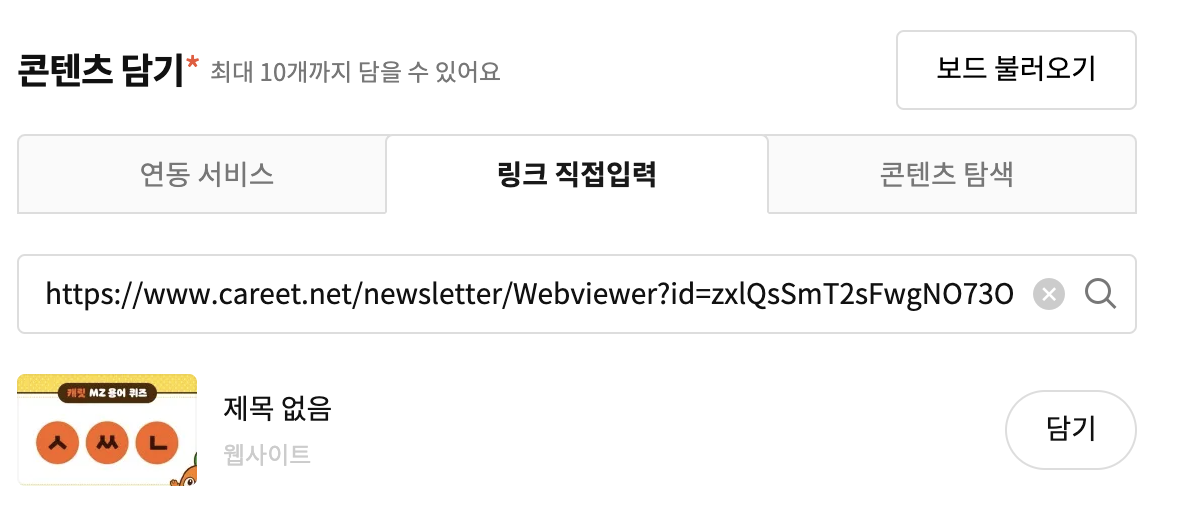 콘텐츠 담기* 최대 10개까지 담을 수 있어요
보드 불러오기
연동 서비스
링크 직접입력
콘텐츠 탐색
https://www.careet.net/newsletter/Webviewer?id=zxlQsSmT2sFwgNO73O
캐릿 MZ 용어 퀴즈
ㅅ ㅆ ㄴ
제목 없음
웹사이트
담기